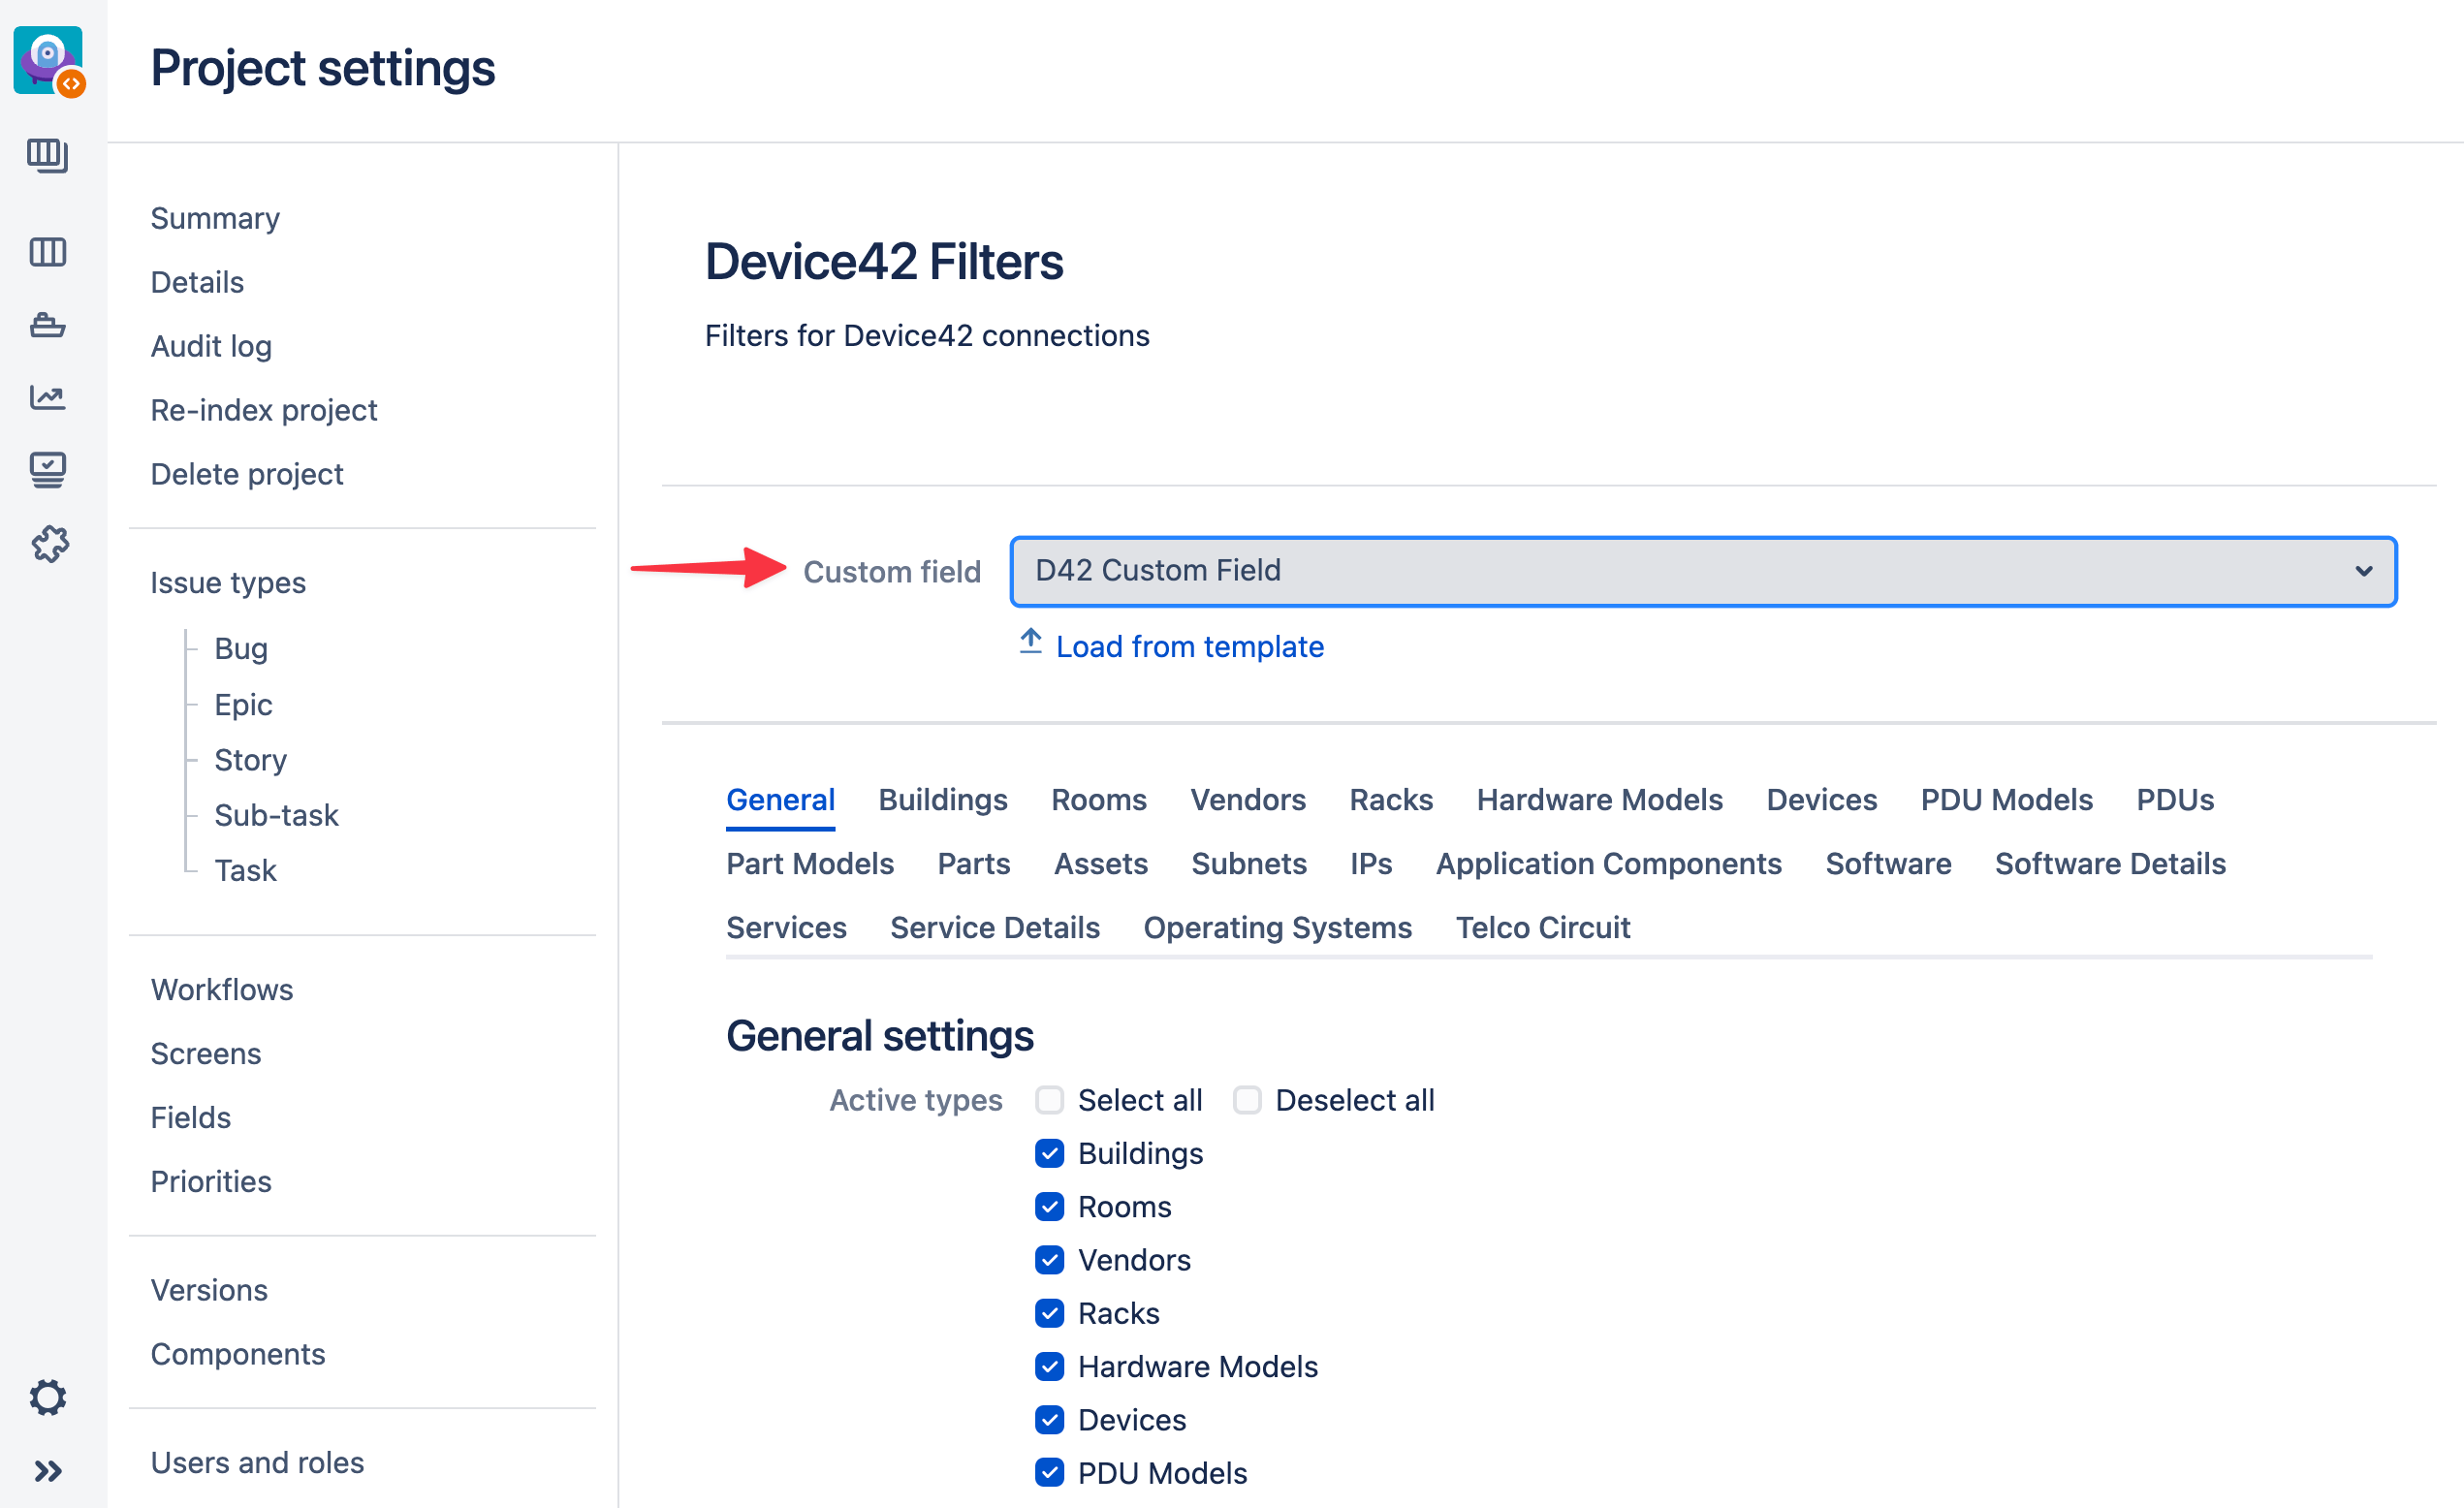 Project settings
Summary
Details
Audit log
Re-index project
Delete project
Issue types
Bug
Epic
Story
Sub-task
Task
Workflows
Screens
Fields
Priorities
Versions
Components
Users and roles
Device42 Filters
Filters for Device42 connections
Custom field D42 Custom Field
Load from template
General Buildings Rooms Vendors Racks Hardware Models Devices PDU Models PDUs
Part Models Parts Assets Subnets IPs Application Components Software Software Details
Services Service Details Operating Systems Telco Circuit
General settings
Active types Select all Deselect all
Buildings
Rooms
Vendors
Racks
Hardware Models
Devices
PDU Models